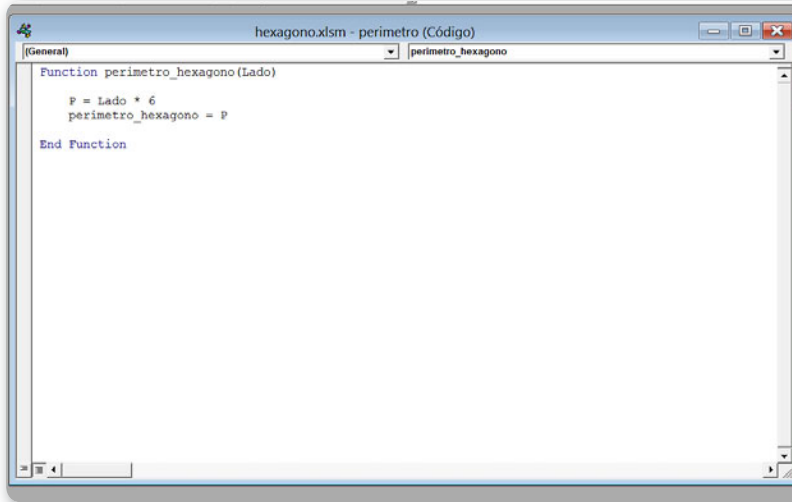 hexagono.xlsm - perimetro (Código)
(General)
perimetro_hexagono
Function perimetro_hexagono(Lado)
P = Lado * 6
perimetro_hexagono = P
End Function